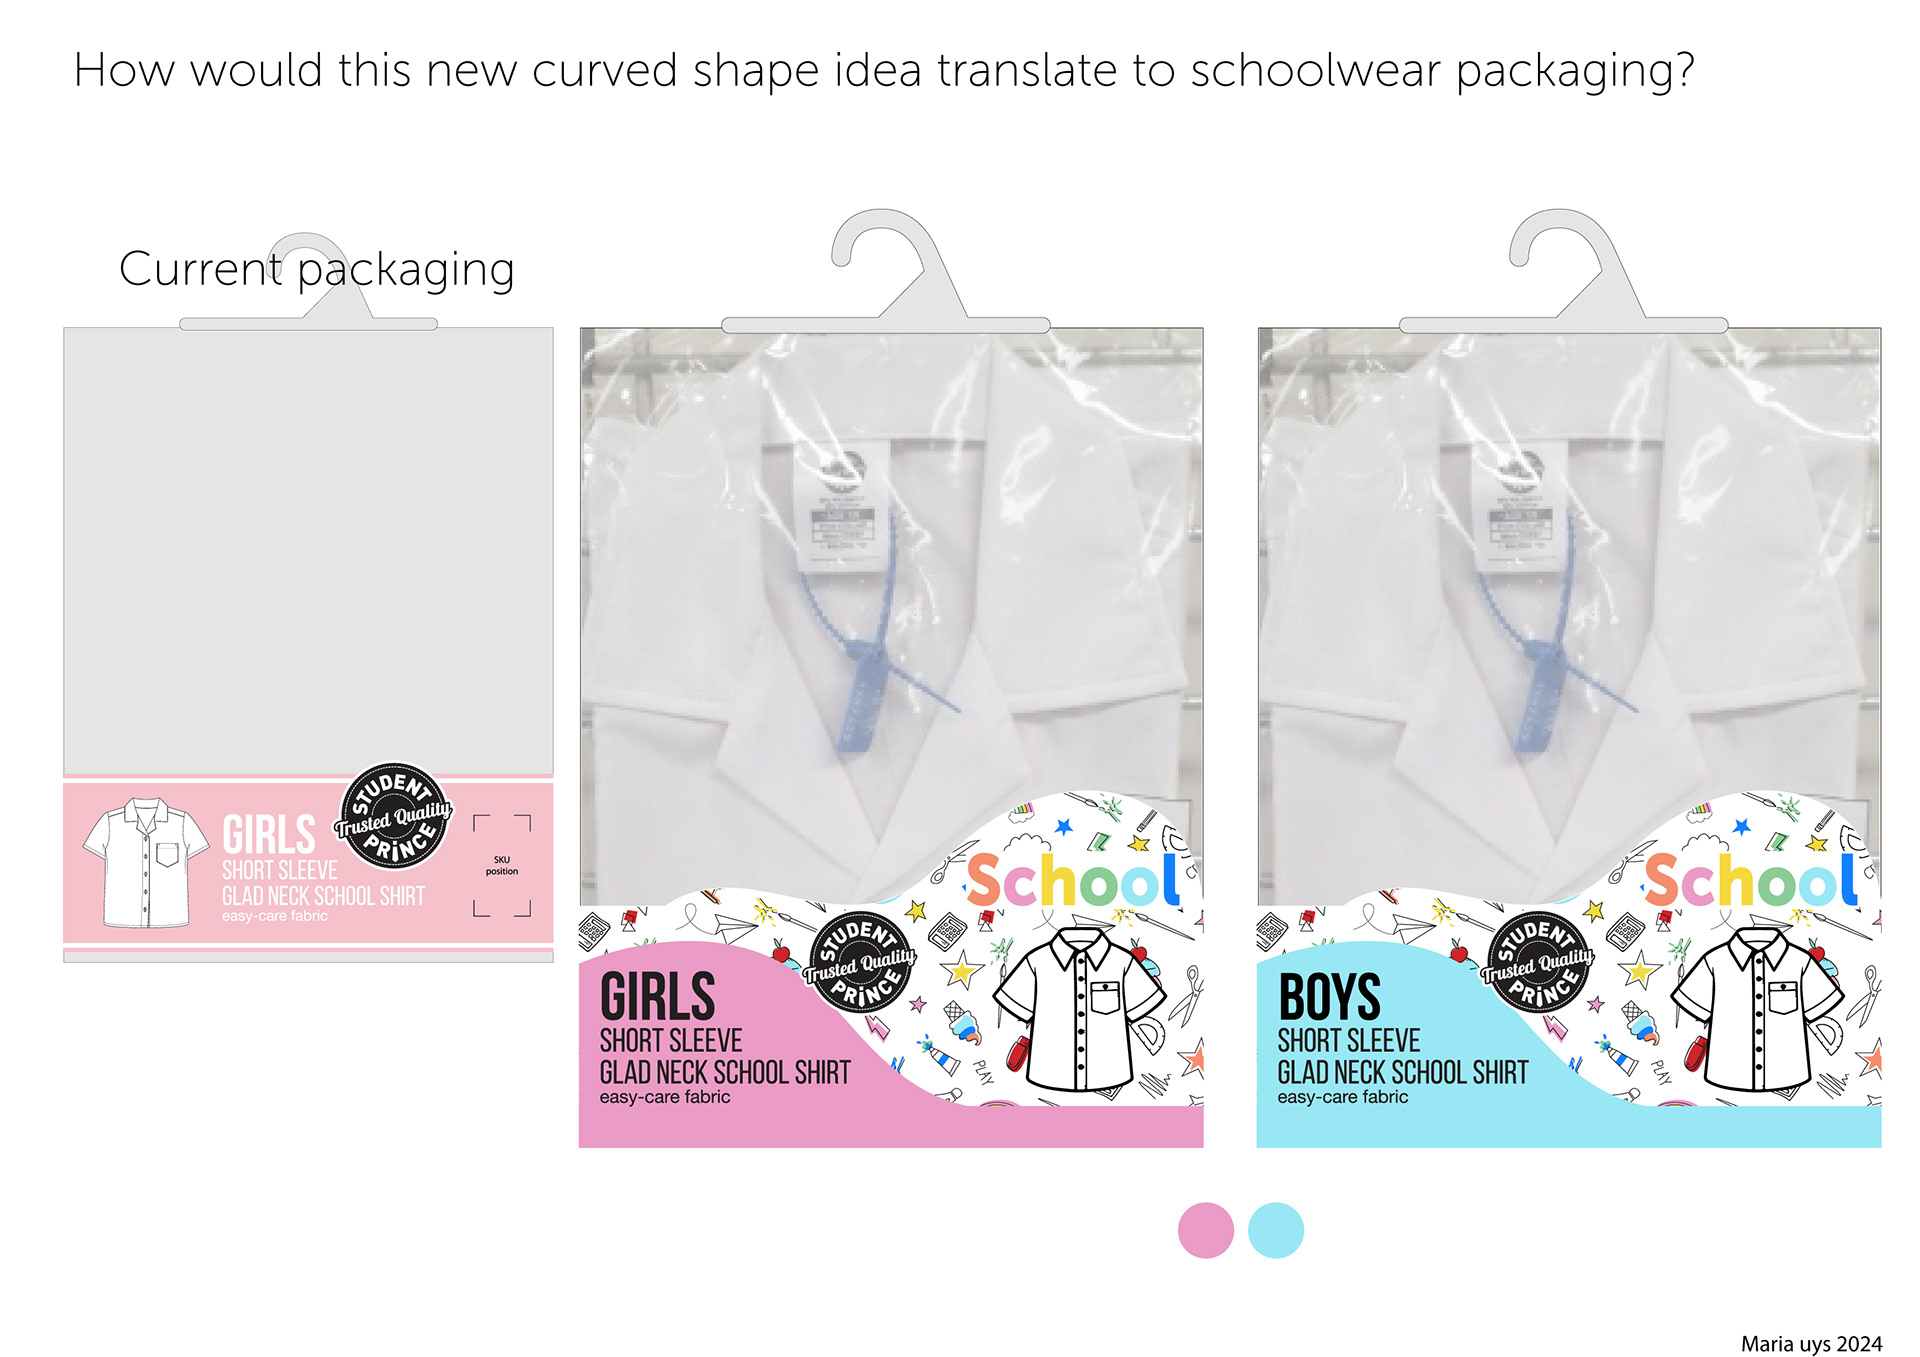 How would this new curved shape idea translate to schoolwear packaging?
Current packaging
GIRLS
SHORT SLEEVE
GLAD NECK SCHOOL SHIRT
easy-care fabric
STUDENT
Trusted Quality
PRINCE
SKU
position
School
GIRLS
SHORT SLEEVE
GLAD NECK SCHOOL SHIRT
easy-care fabric
STUDENT
Trusted Quality
PRINCE
PLAY
School
BOYS
SHORT SLEEVE
GLAD NECK SCHOOL SHIRT
easy-care fabric
STUDENT
Trusted Quality
PRINCE
PLAY
Maria uys 2024